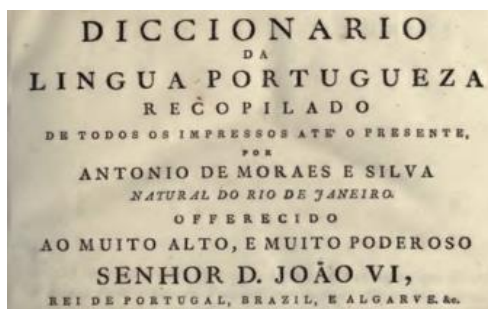 DICCIONARIO
DA
LINGUA PORTUGUEZA
RECOPILADO
DE TODOS OS IMPRESSOS ATE' O PRESENTE,
POR
ANTONIO DE MORAES E SILVA
NATURAL DO RIO DE JANEIRO.
OFFERECIDO
AO MUITO ALTO, E MUITO PODEROSO
SENHOR D. JOÃO VI,
REI DE PORTUGAL, BRAZIL, E ALGARVE. &c.